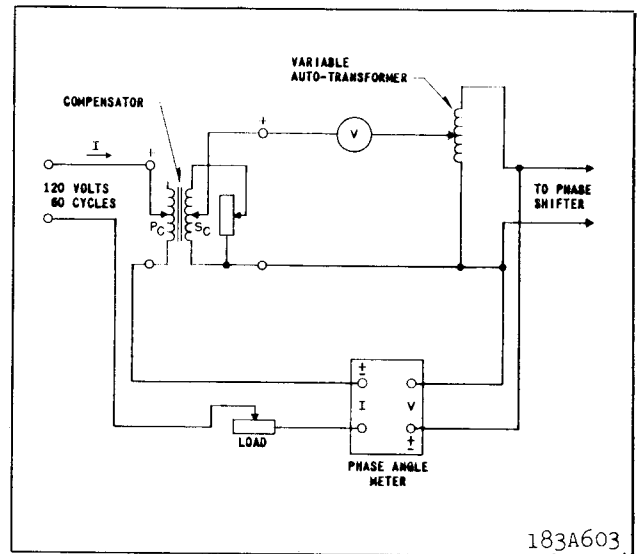 VARIABLE
AUTO-TRANSFORMER
COMPENSATOR
+
+
I
+
V
120 VOLTS
60 CYCLES
PC
SC
TO PHASE
SHIFTER
±
I
V
±
LOAD
PHASE ANGLE
METER
183A603